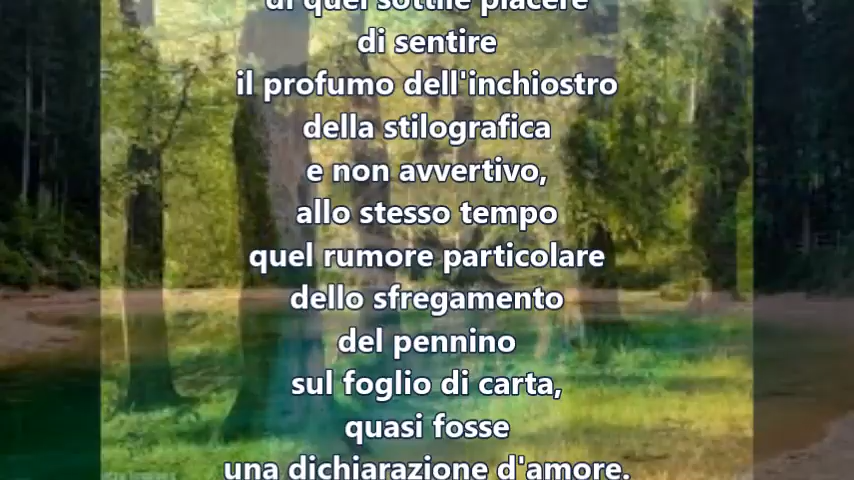 di quel sottile piacere
di sentire
il profumo dell'inchiostro
della stilografica
e non avvertivo,
allo stesso tempo
quel rumore particolare
dello sfregamento
del pennino
sul foglio di carta,
quasi fosse
una dichiarazione d'amore.